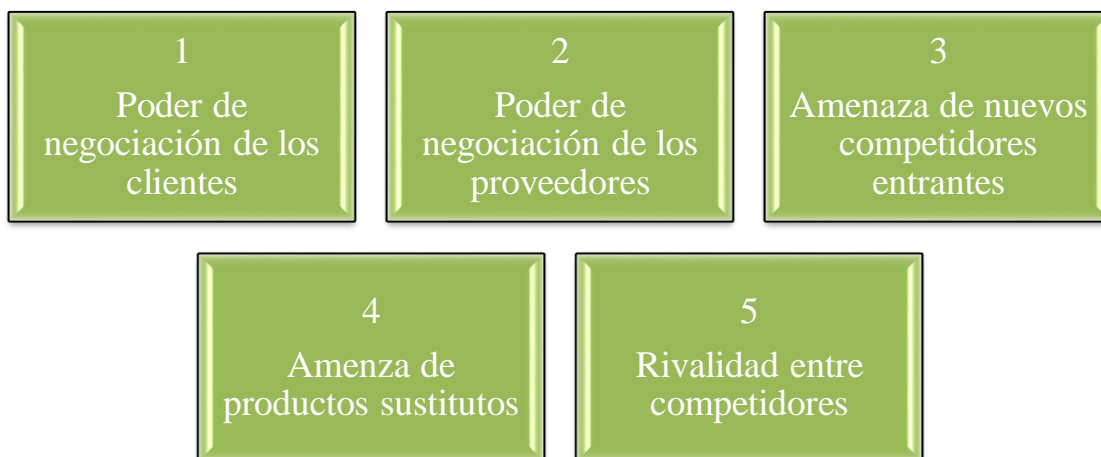 1
Poder de
negociación de los
clientes
2
Poder de
negociación de los
proveedores
3
Amenaza de nuevos
competidores
entrantes
4
Amenza de
productos sustitutos
5
Rivalidad entre
competidores